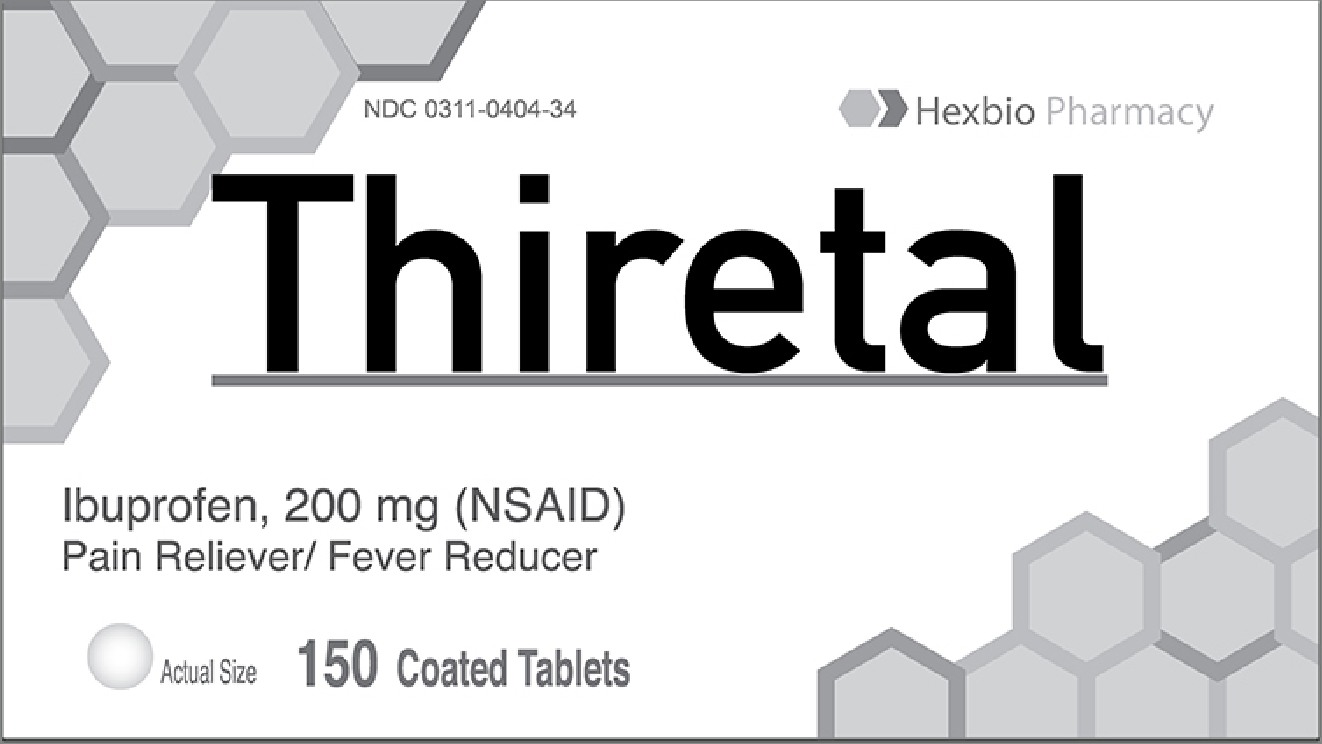 NDC 0311-0404-34
Hexbio Pharmacy
Thiretal
Ibuprofen, 200 mg (NSAID)
Pain Reliever/ Fever Reducer
Actual Size
150 Coated Tablets